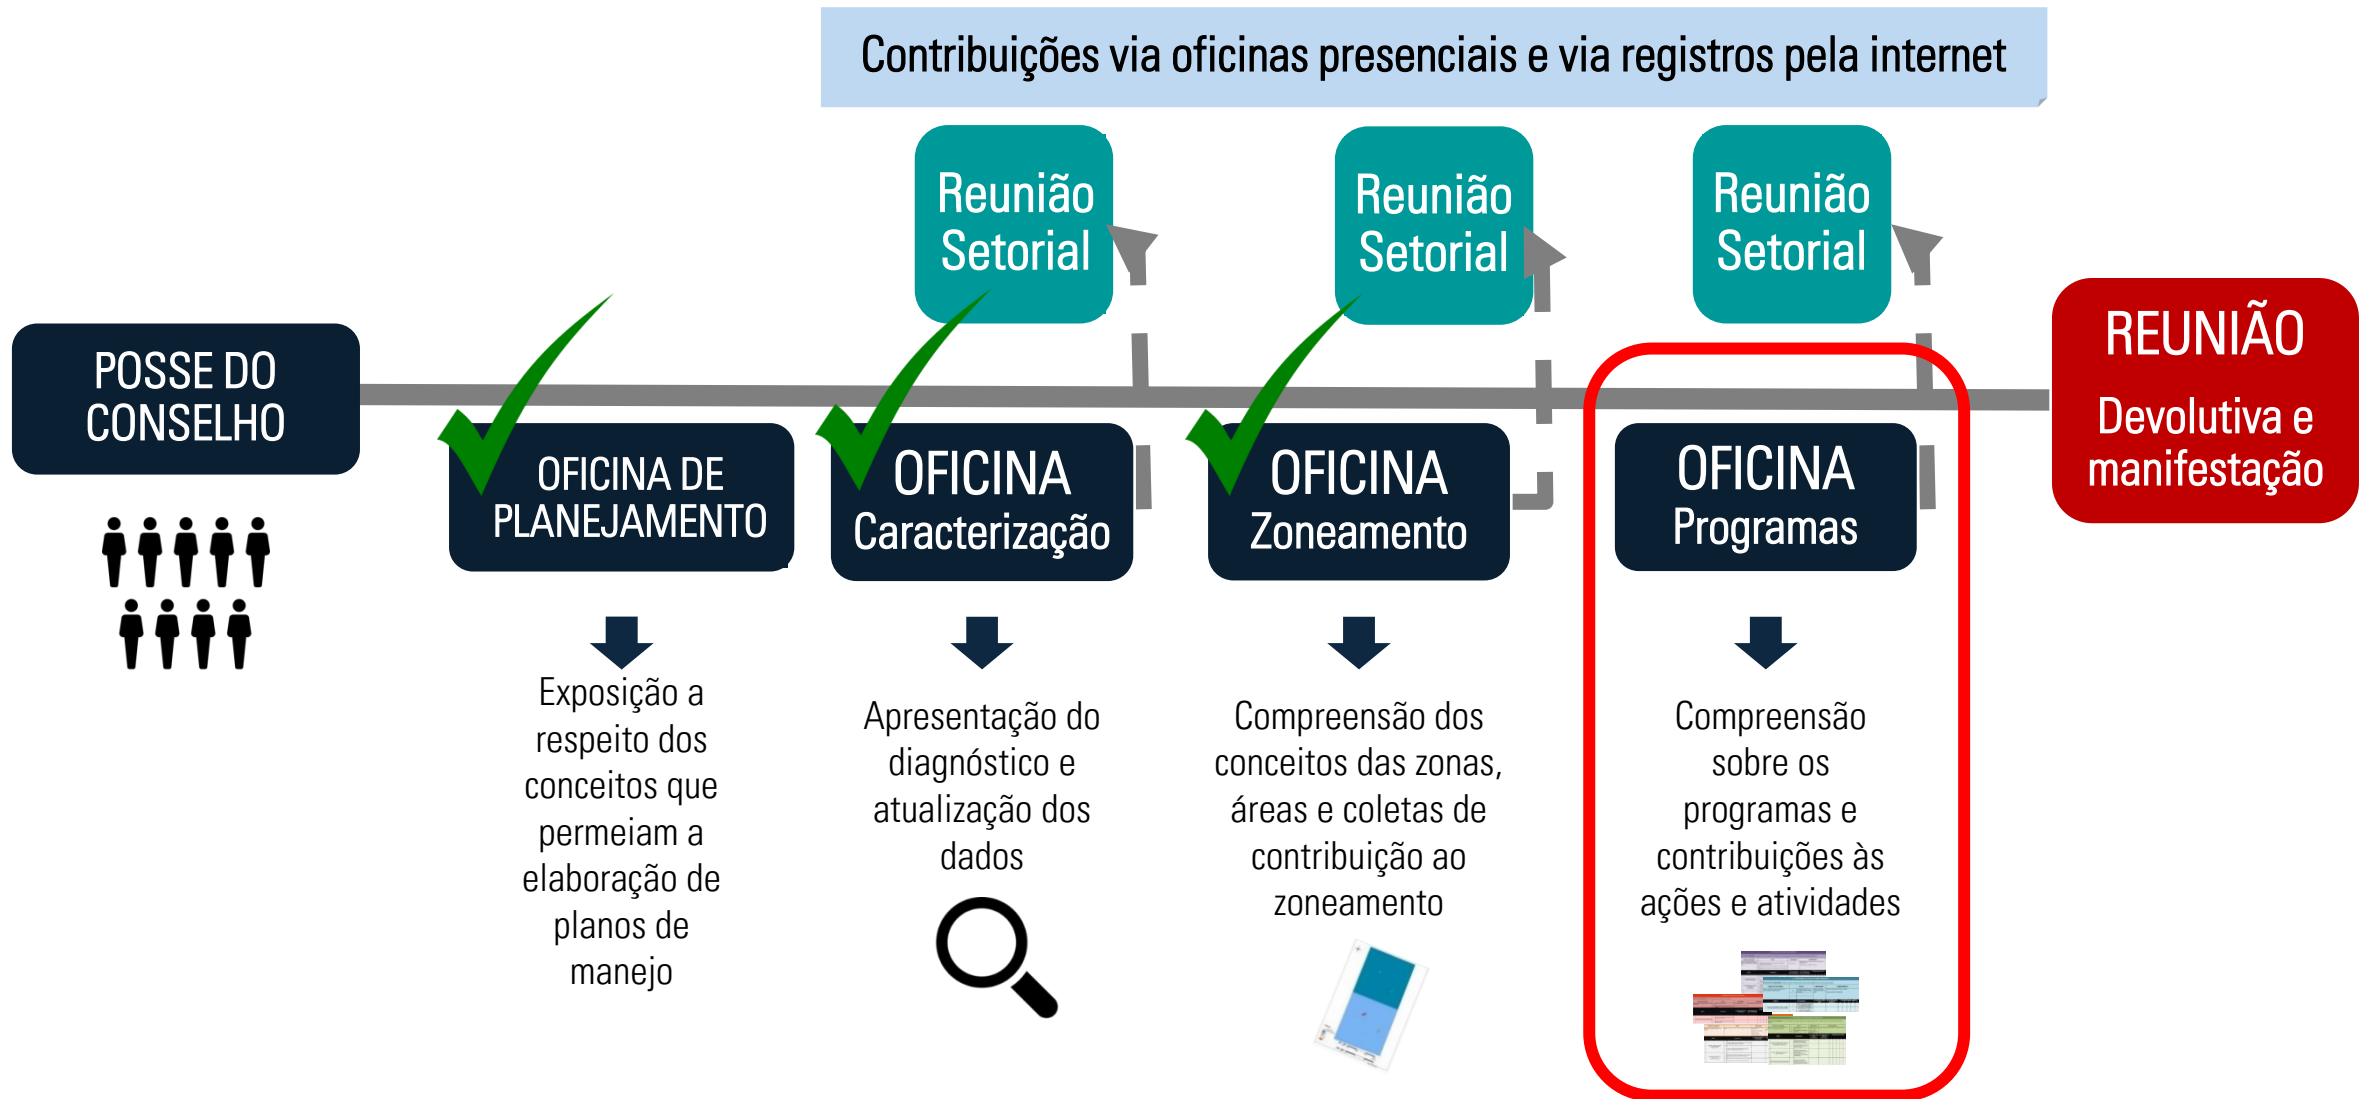 Contribuições via oficinas presenciais e via registros pela internet
Reunião
Setorial
Reunião
Setorial
Reunião
Setorial
POSSE DO
CONSELHO
OFICINA DE
PLANEJAMENTO
OFICINA
Caracterização
OFICINA
Zoneamento
OFICINA
Programas
REUNIÃO
Devolutiva e
manifestação
Exposição a
respeito dos
conceitos que
permeiam a
elaboração de
planos de
manejo
Apresentação do
diagnóstico e
atualização dos
dados
Compreensão dos
conceitos das zonas,
áreas e coletas de
contribuição ao
zoneamento
Compreensão
sobre os
programas e
contribuições às
ações e atividades